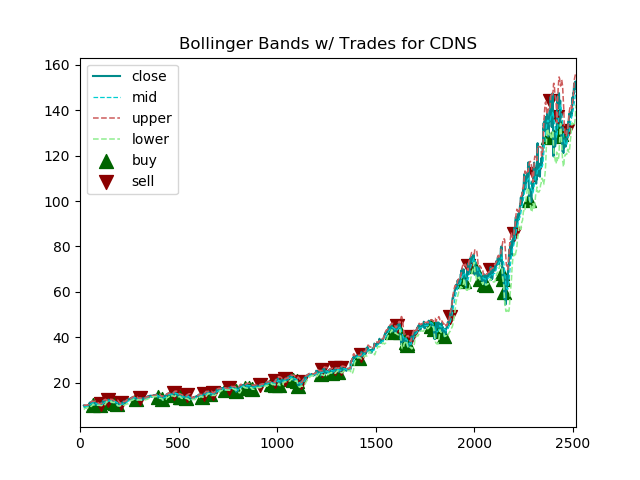 Bollinger Bands w/ Trades for CDNS
160
140
120
100
80
60
40
20
close
mid
upper
lower
buy
sell
0 500 1000 1500 2000 2500